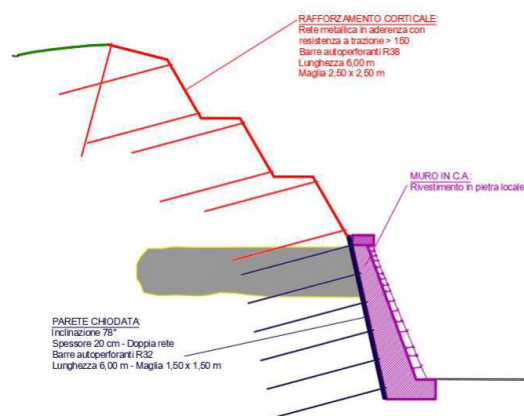 RAFFORZAMENTO CORTICALE:
Rete metallica in aderenza con
resistenza a trazione > 150
Barre autoperforanti R38
Lunghezza 6,00 m
Maglia 2,50 x 2,50 m
MURO IN C.A.:
Rivestimento in pietra locale
PARETE CHIODATA:
Inclinazione 78°
Spessore 20 cm - Doppia rete
Barre autoperforanti R32
Lunghezza 6,00 m - Maglia 1,50 x 1,50 m